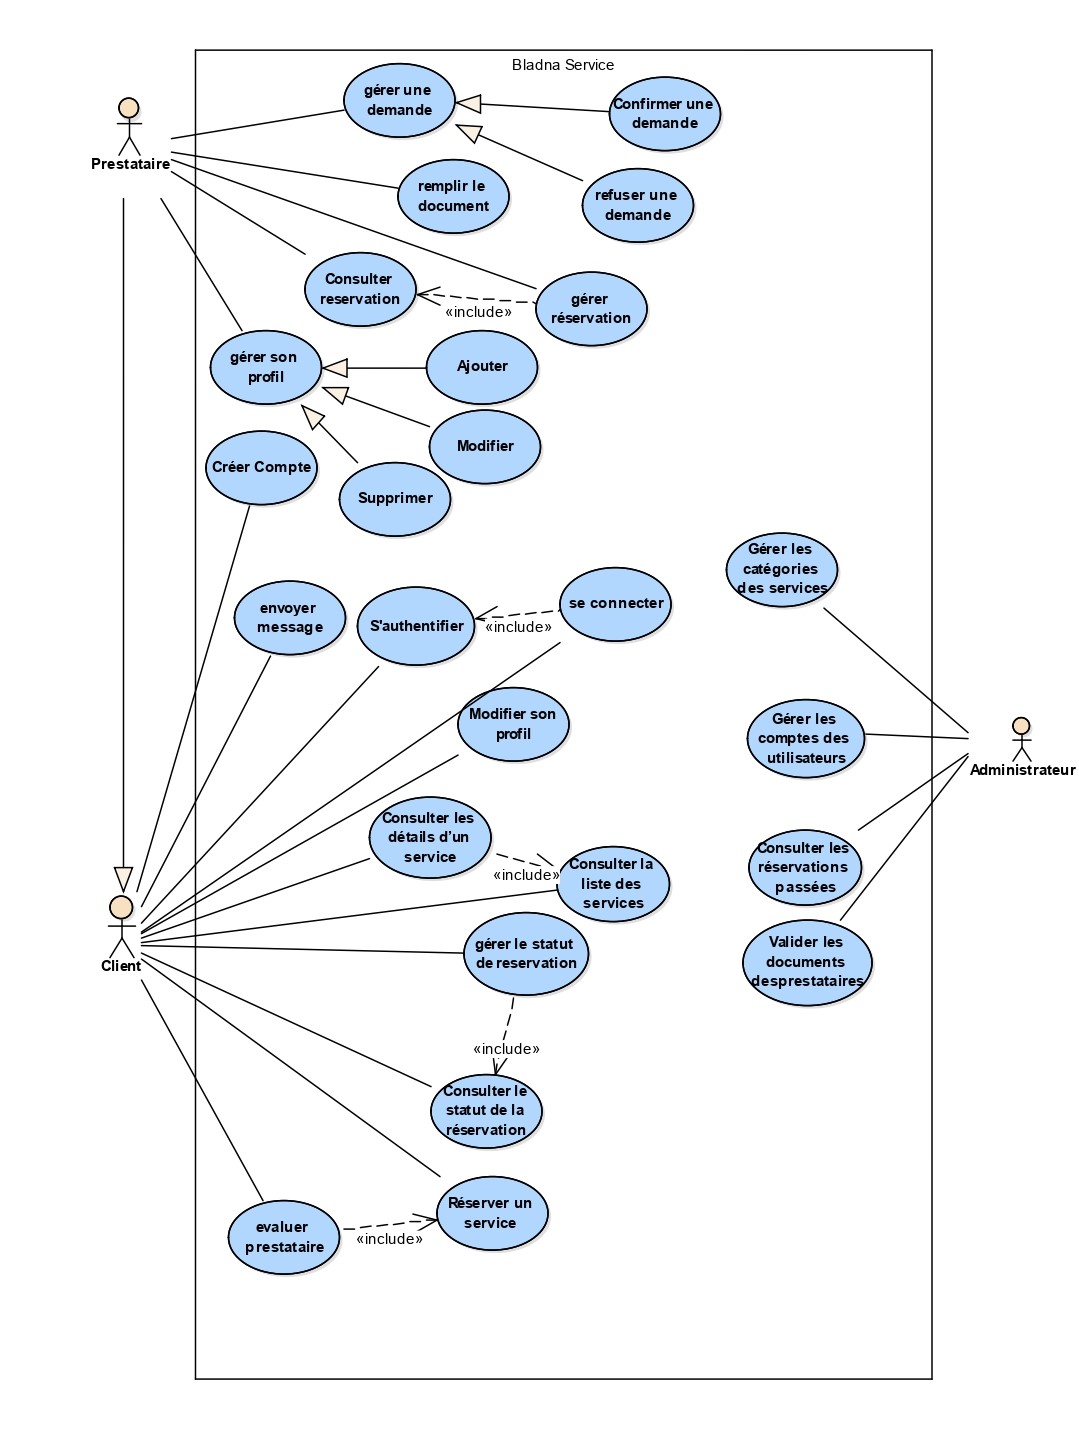 Bladna Service
gérer une
demande
Confirmer une
demande
Prestataire
remplir le
document
refuser une
demande
Consulter
reservation
«include»
gérer
réservation
gérer son
profil
Ajouter
Modifier
Créer Compte
Supprimer
Gérer les
catégories
des services
envoyer
message
S'authentifier
«include»
se connecter
Modifier son
profil
Gérer les
comptes des
utilisateurs
Administrateur
Consulter les
détails d'un
service
«include»
Consulter la
liste des
services
Consulter les
réservations
passées
Client
gérer le statut
de reservation
Valider les
documents
desprestataires
«include»
Consulter le
statut de la
réservation
Réserver un
service
evaluer
prestataire
«include»